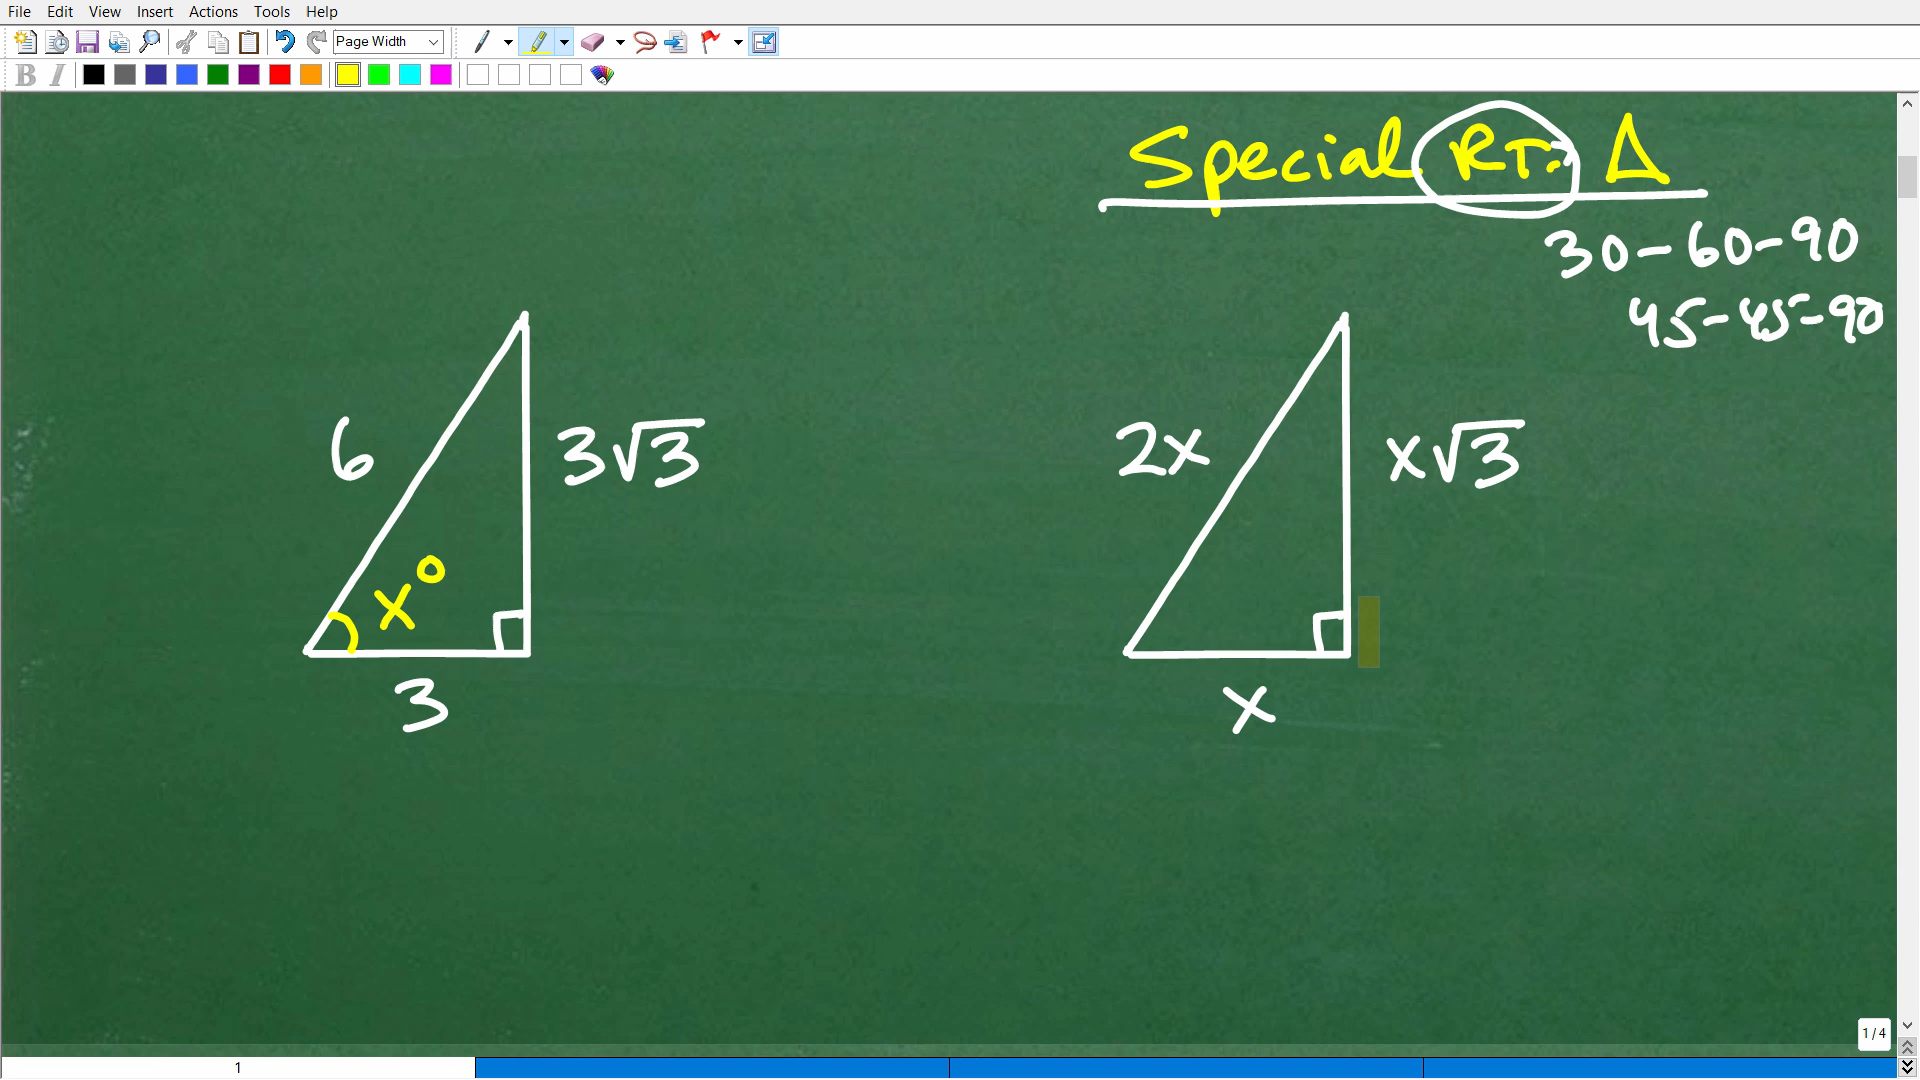 File Edit View Insert Actions Tools Help
Page Width
B I
Special RT. Δ
30-60-90
45-45-90
6
3√3
x°
3
2x
x√3
x
1 / 4
1